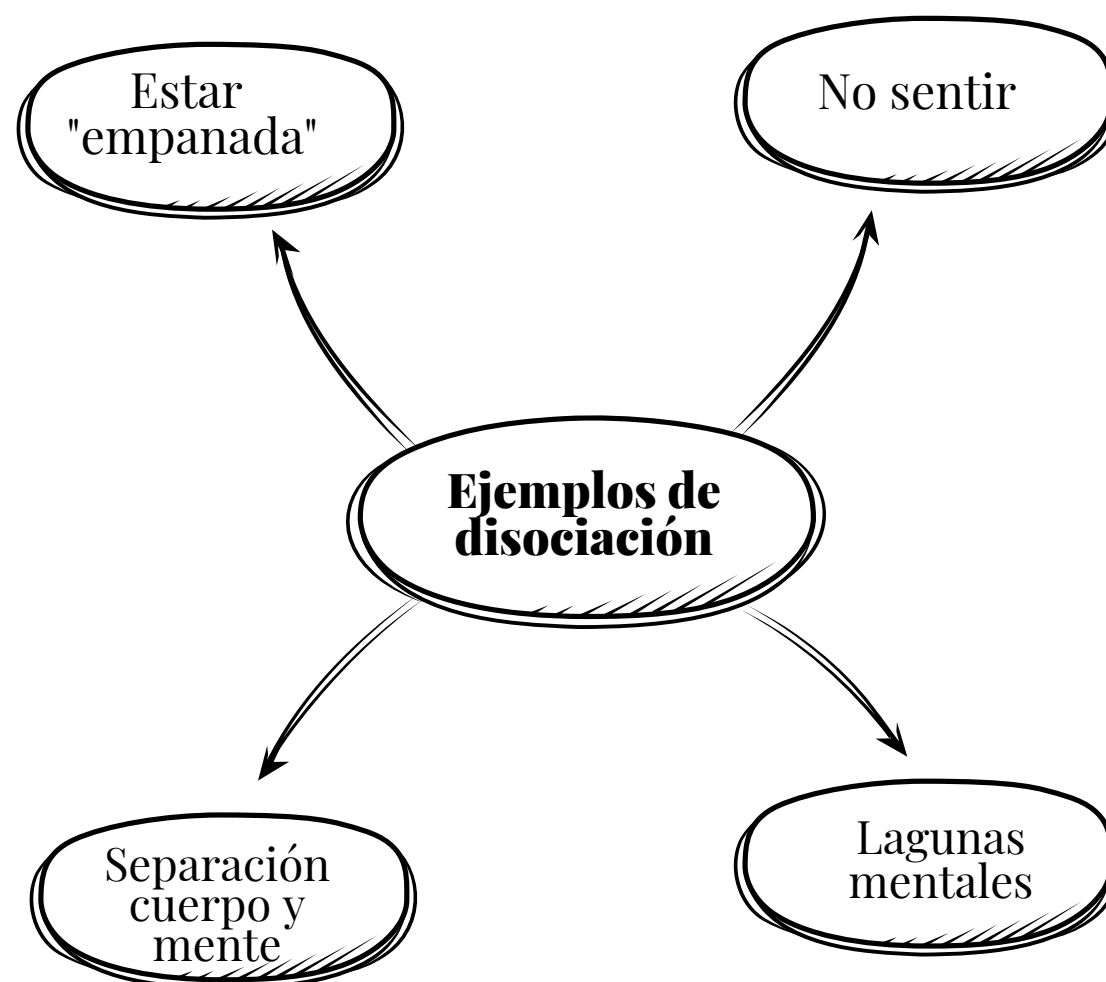 Estar
"empanada"
No sentir
Ejemplos de
disociación
Separación
cuerpo y
mente
Lagunas
mentales